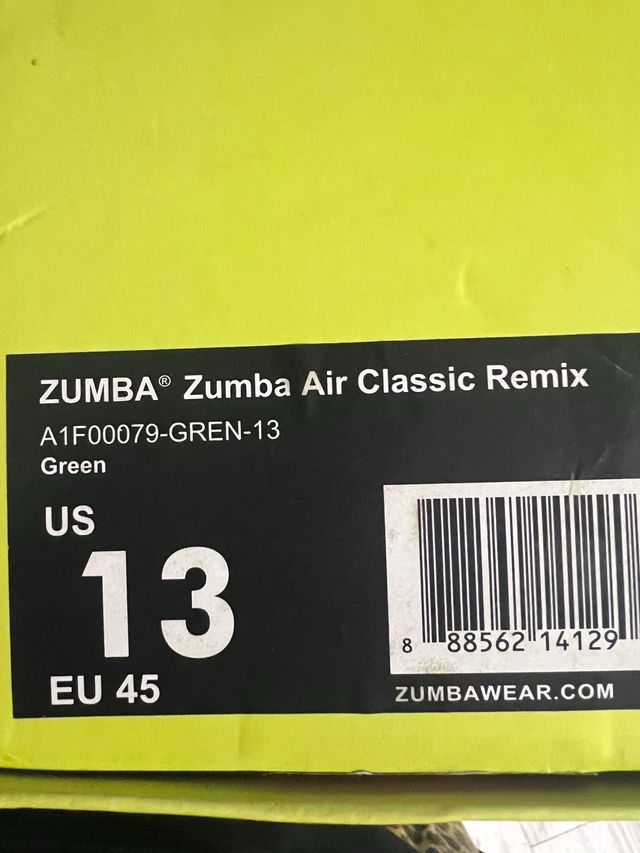 ZUMBA® Zumba Air Classic Remix
A1F00079-GREN-13
Green
US
13
EU 45
8 88562 14129
ZUMBAWEAR.COM